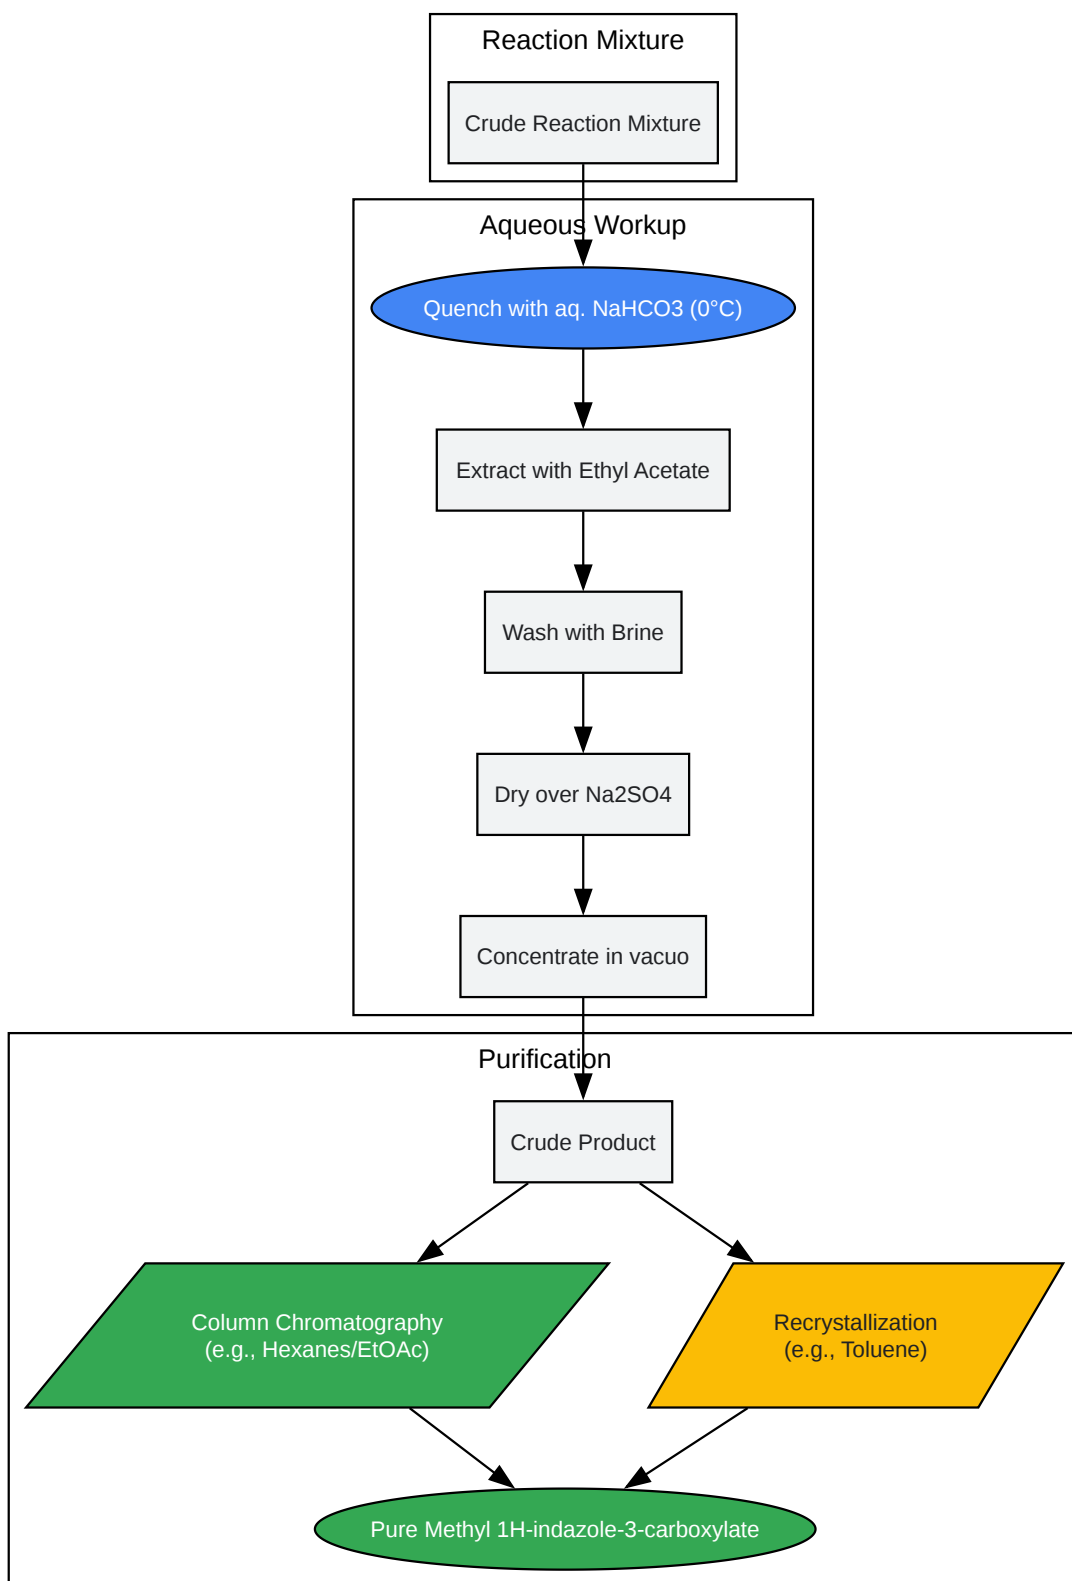 Reaction Mixture
Crude Reaction Mixture
Aqueous Workup
Quench with aq. NaHCO3 (0°C)
Extract with Ethyl Acetate
Wash with Brine
Dry over Na2SO4
Concentrate in vacuo
Purification
Crude Product
Column Chromatography
(e.g., Hexanes/EtOAc)
Recrystallization
(e.g., Toluene)
Pure Methyl 1H-indazole-3-carboxylate